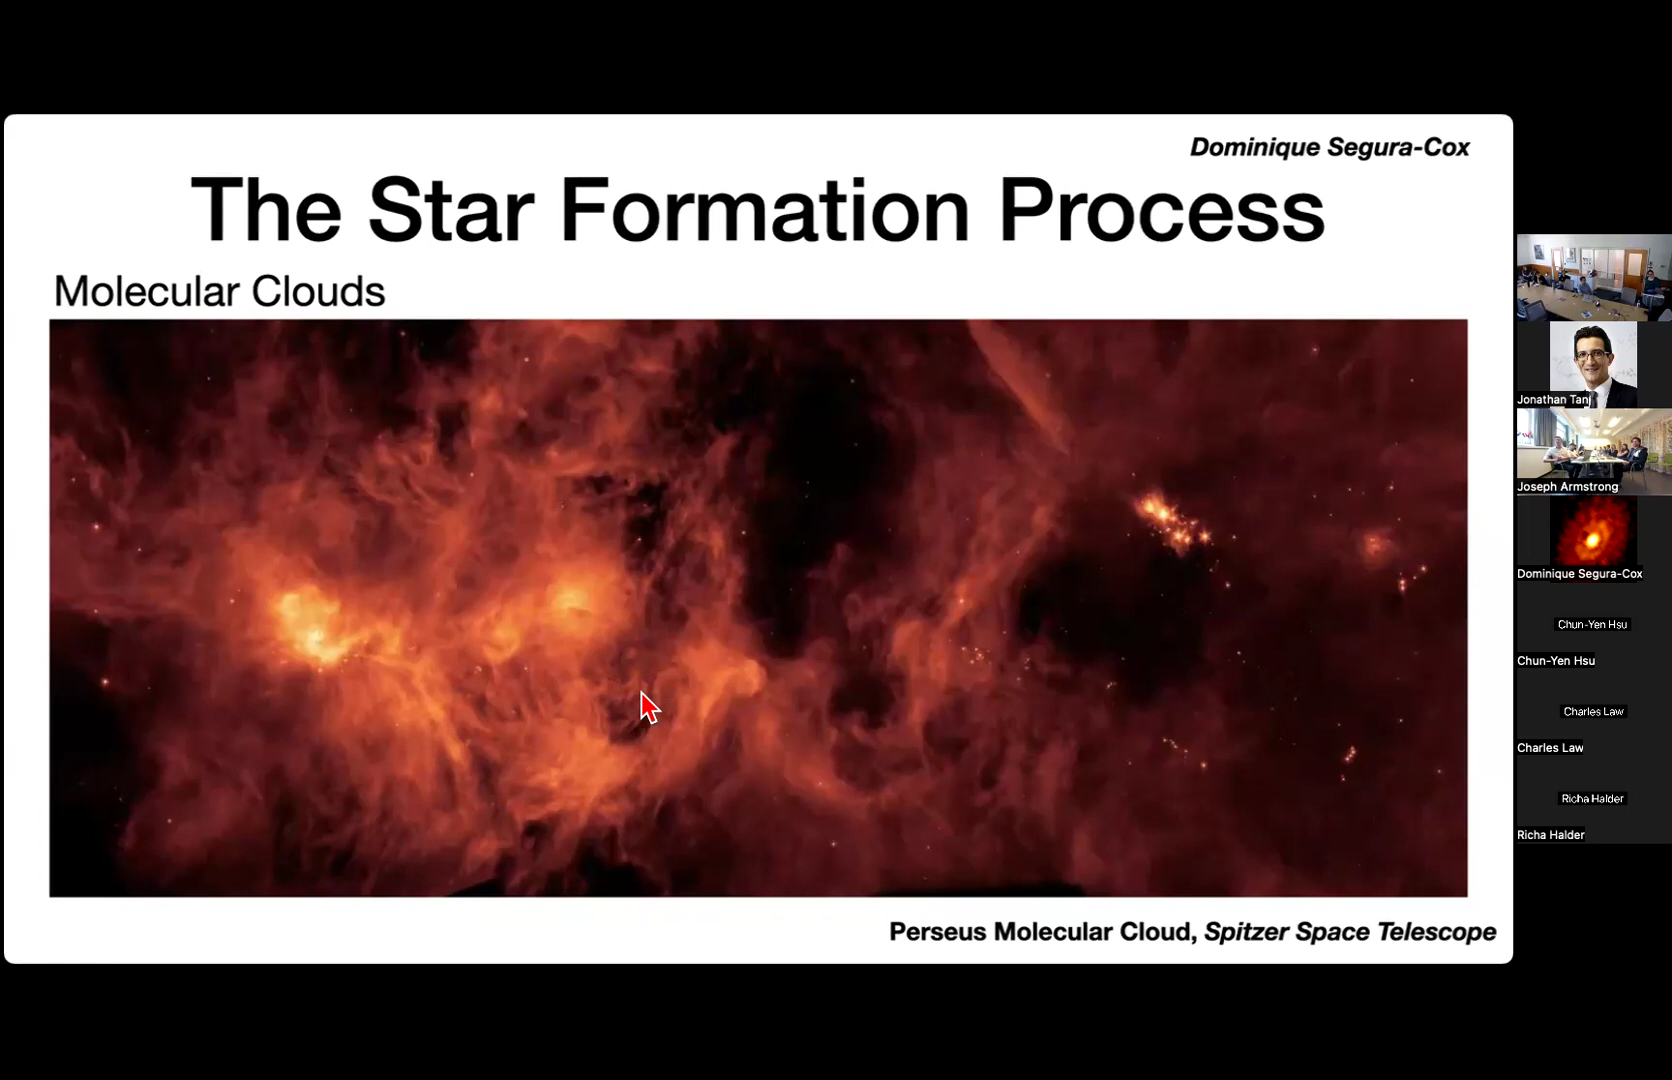 Dominique Segura-Cox
The Star Formation Process
Molecular Clouds
Perseus Molecular Cloud, Spitzer Space Telescope
Jonathan Tan
Joseph Armstrong
Dominique Segura-Cox
Chun-Yen Hsu
Chun-Yen Hsu
Charles Law
Charles Law
Richa Halder
Richa Halder